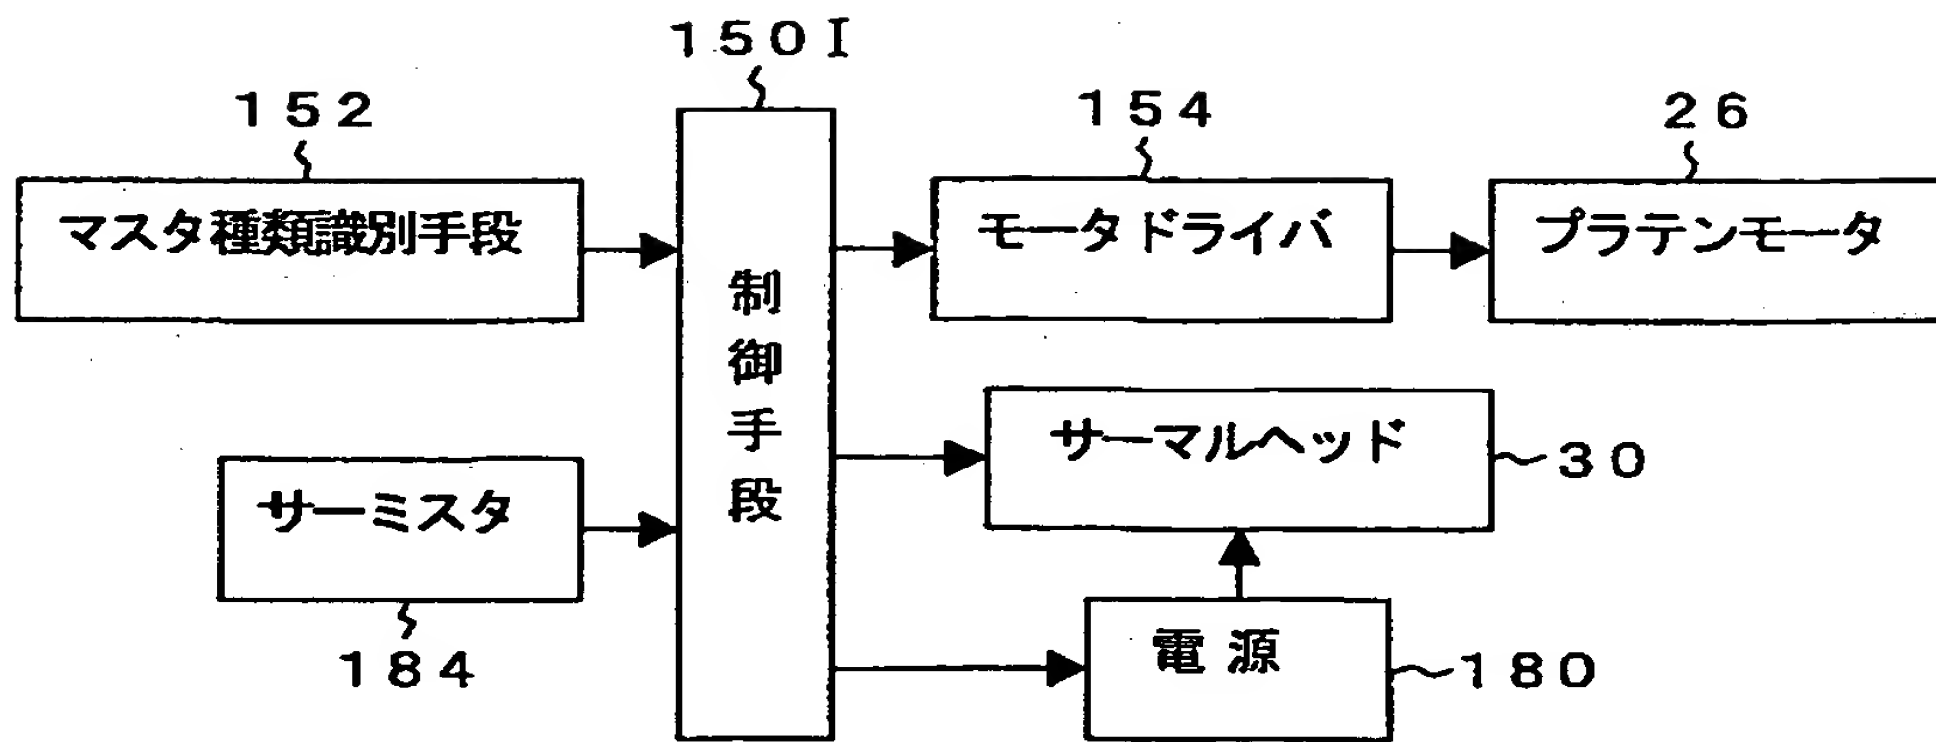 １５０Ｉ
１５２
１５４
２６
マスタ種類識別手段
モータドライバ
プラテンモータ
制御手段
サーマルヘッド
３０
サーミスタ
１８４
電源
１８０